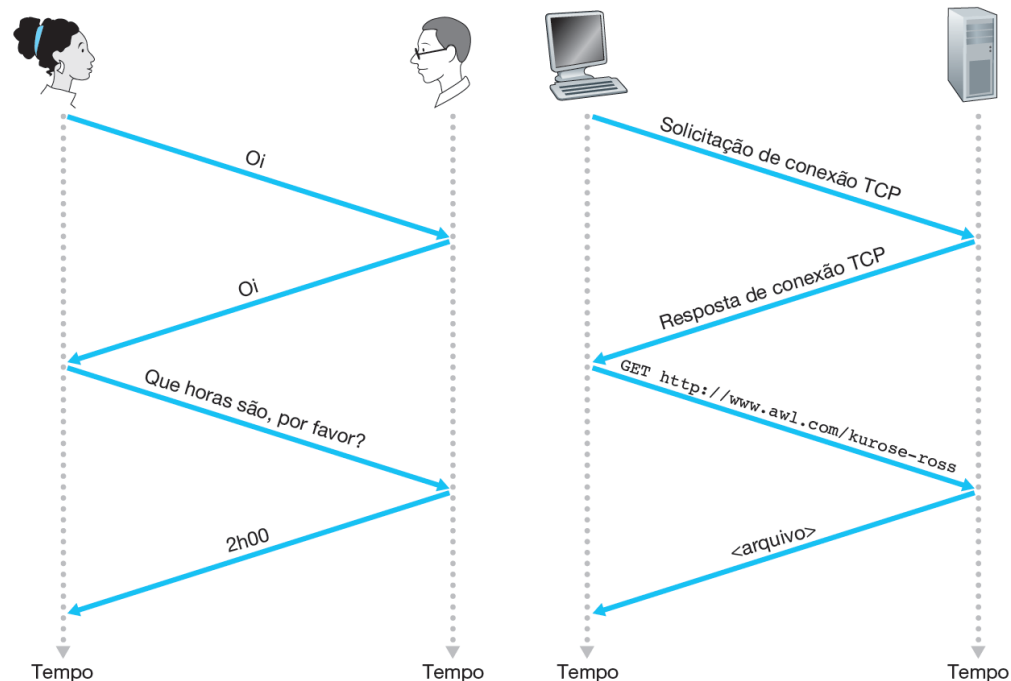 Oi
Oi
Que horas são, por favor?
2h00
Tempo
Tempo
Solicitação de conexão TCP
Resposta de conexão TCP
GET http://www.awl.com/kurose-ross
<arquivo>
Tempo
Tempo